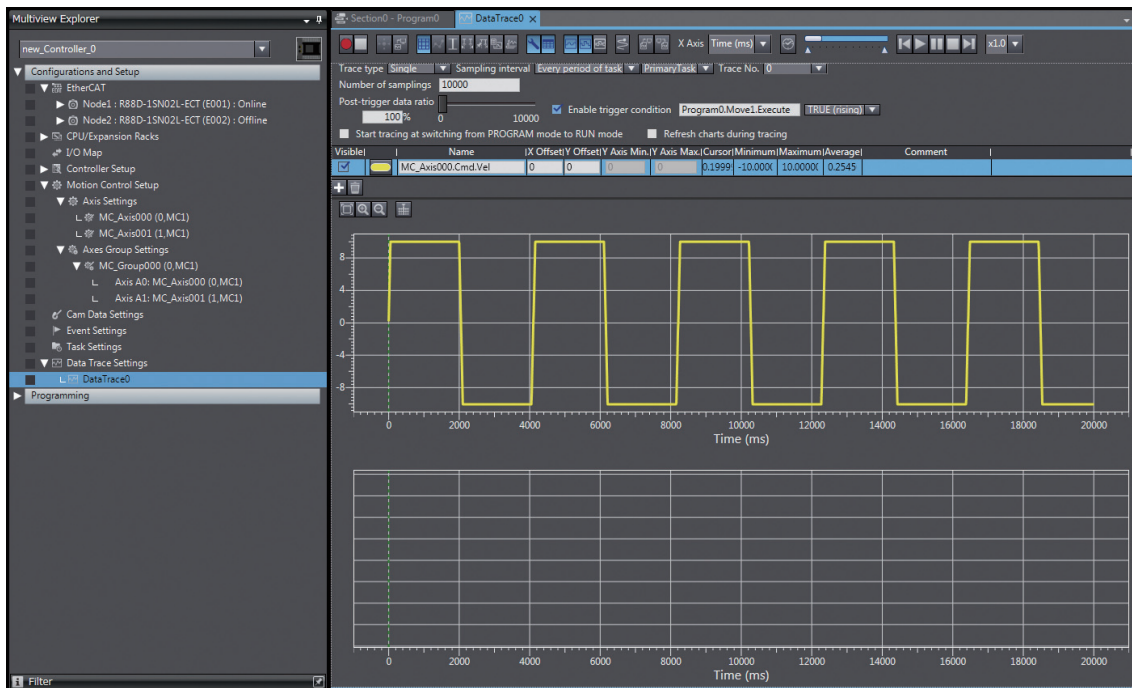 Multiview Explorer
new_Controller_0
Configurations and Setup
EtherCAT
Node1 : R88D-1SN02L-ECT (E001) : Online
Node2 : R88D-1SN02L-ECT (E002) : Offline
CPU/Expansion Racks
I/O Map
Controller Setup
Motion Control Setup
Axis Settings
MC_Axis000 (0,MC1)
MC_Axis001 (1,MC1)
Axes Group Settings
MC_Group000 (0,MC1)
Axis A0: MC_Axis000 (0,MC1)
Axis A1: MC_Axis001 (1,MC1)
Cam Data Settings
Event Settings
Task Settings
Data Trace Settings
DataTrace0
Programming
Filter
Section0 - Program0 DataTrace0
X Axis Time (ms) x1.0
Trace type Single Sampling interval Every period of task PrimaryTask Trace No. 0
Number of samplings 10000
Post-trigger data ratio
100 % 0 10000 Enable trigger condition Program0.Move1.Execute TRUE (rising)
Start tracing at switching from PROGRAM mode to RUN mode Refresh charts during tracing
Visible Name X Offset Y Offset Y Axis Min. Y Axis Max. Cursor Minimum Maximum Average Comment
MC_Axis000.Cmd.Vel 0 0 0 0 0.1999 -10.000 10.0000 0.2545
8
4
0
-4
-8
0 2000 4000 6000 8000 10000 12000 14000 16000 18000 20000
Time (ms)
0 2000 4000 6000 8000 10000 12000 14000 16000 18000 20000
Time (ms)